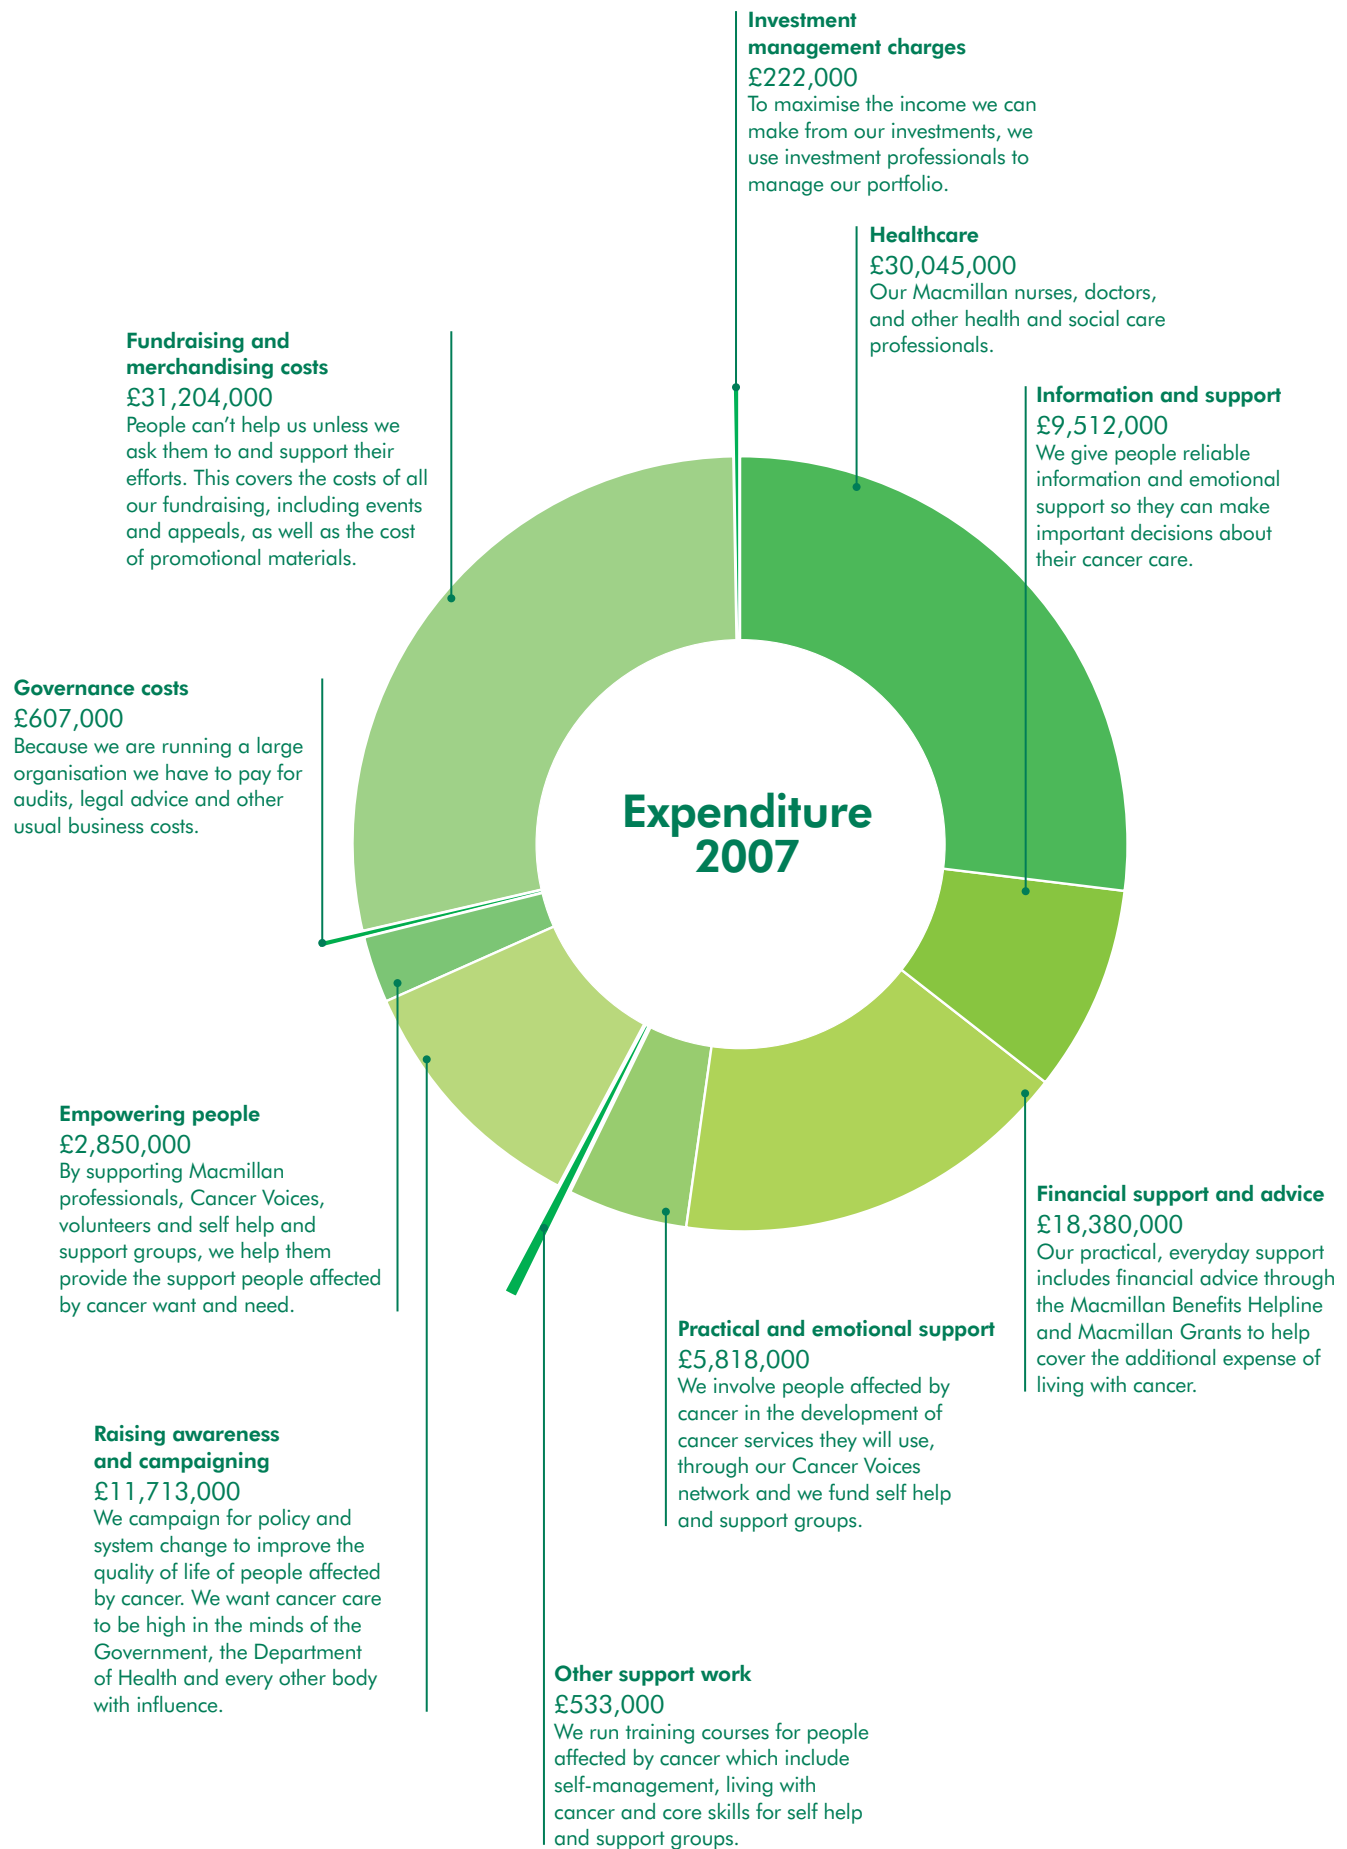 Investment
management charges
£222,000
To maximise the income we can
make from our investments, we
use investment professionals to
manage our portfolio.
Healthcare
£30,045,000
Our Macmillan nurses, doctors,
and other health and social care
professionals.
Information and support
£9,512,000
We give people reliable
information and emotional
support so they can make
important decisions about
their cancer care.
Fundraising and
merchandising costs
£31,204,000
People can’t help us unless we
ask them to and support their
efforts. This covers the costs of all
our fundraising, including events
and appeals, as well as the cost
of promotional materials.
Governance costs
£607,000
Because we are running a large
organisation we have to pay for
audits, legal advice and other
usual business costs.
Expenditure
2007
Empowering people
£2,850,000
By supporting Macmillan
professionals, Cancer Voices,
volunteers and self help and
support groups, we help them
provide the support people affected
by cancer want and need.
Financial support and advice
£18,380,000
Our practical, everyday support
includes financial advice through
the Macmillan Benefits Helpline
and Macmillan Grants to help
cover the additional expense of
living with cancer.
Practical and emotional support
£5,818,000
We involve people affected by
cancer in the development of
cancer services they will use,
through our Cancer Voices
network and we fund self help
and support groups.
Raising awareness
and campaigning
£11,713,000
We campaign for policy and
system change to improve the
quality of life of people affected
by cancer. We want cancer care
to be high in the minds of the
Government, the Department
of Health and every other body
with influence.
Other support work
£533,000
We run training courses for people
affected by cancer which include
self-management, living with
cancer and core skills for self help
and support groups.